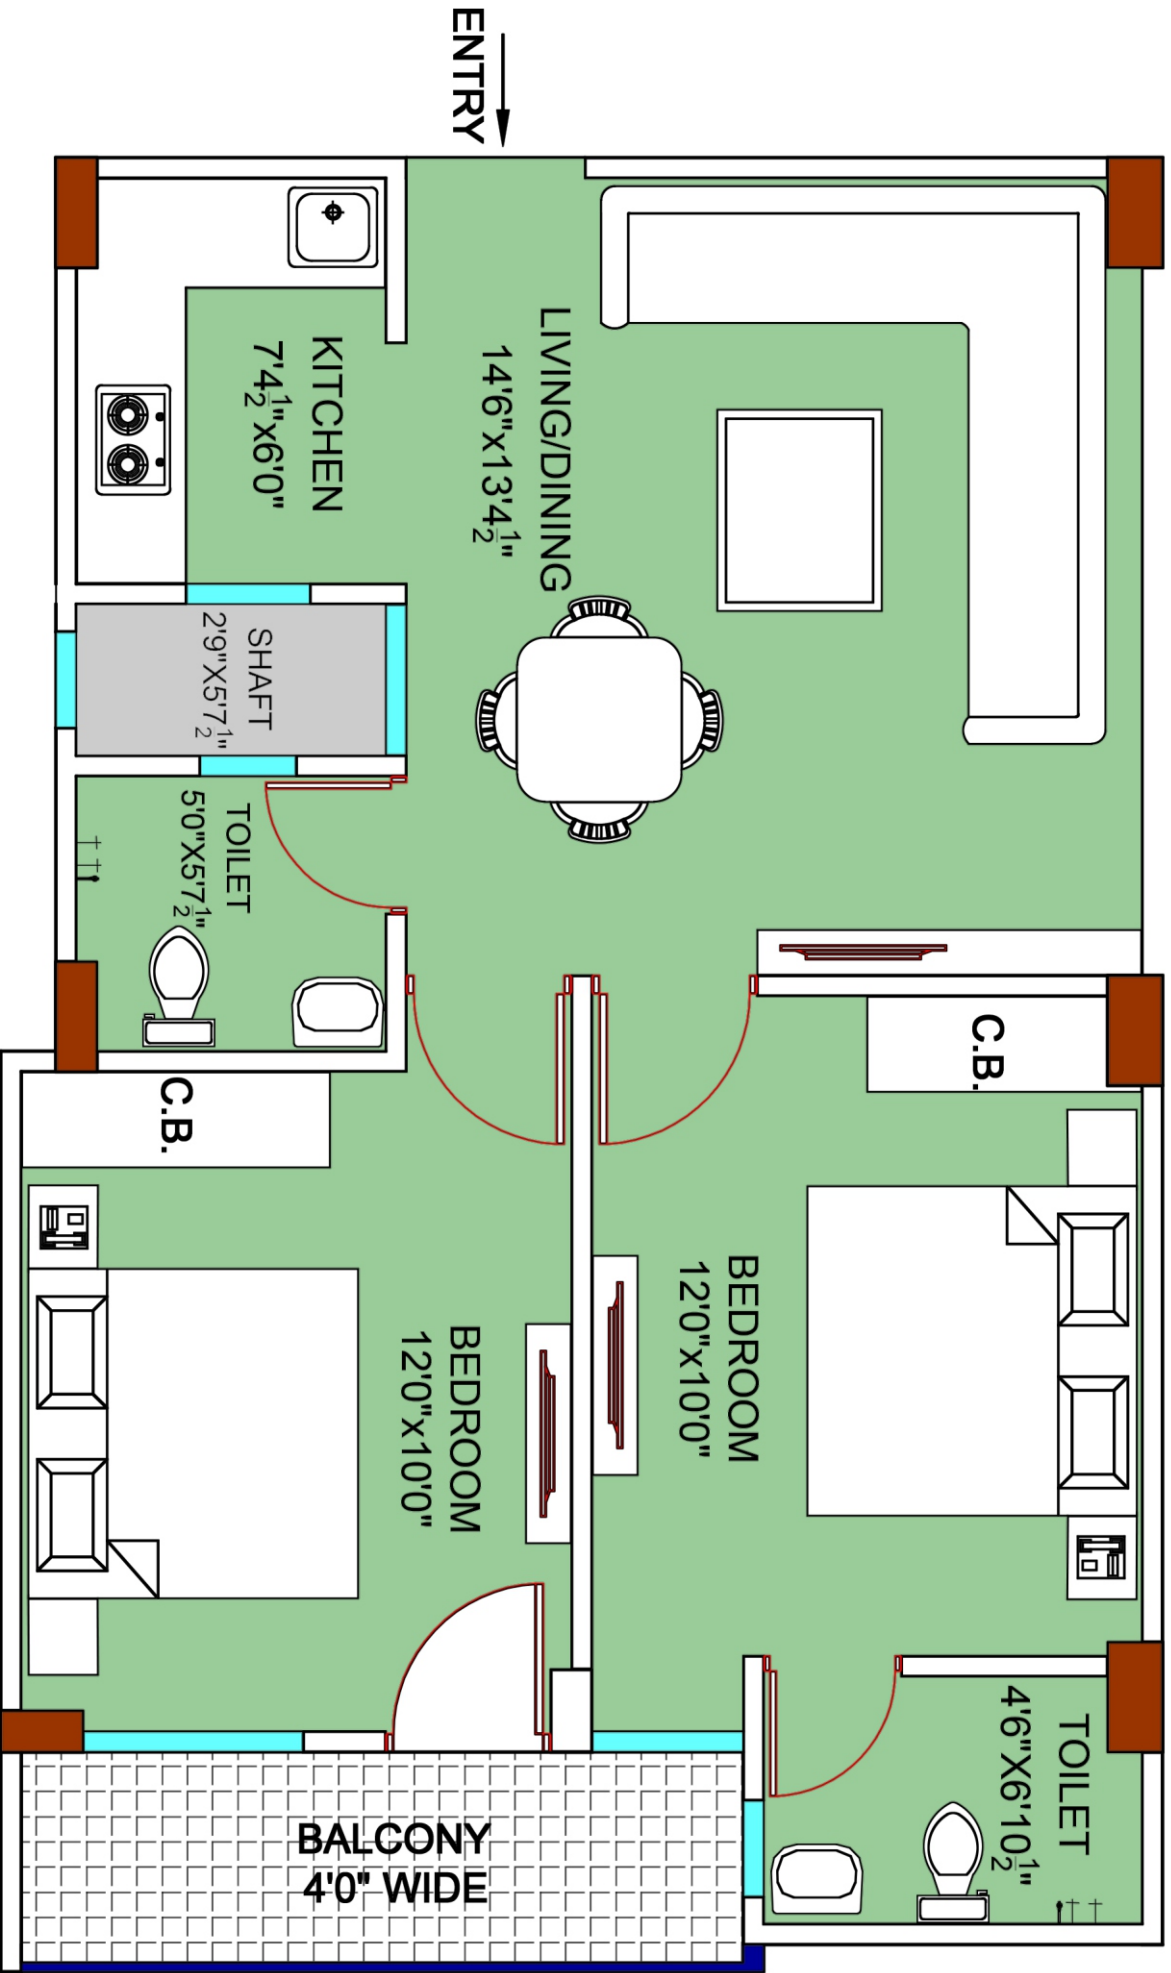 ENTRY
LIVING/DINING
14'6"x13'4½"
KITCHEN
7'4½"x6'0"
SHAFT
2'9"X5'7½"
TOILET
5'0"X5'7½"
C.B.
C.B.
BEDROOM
12'0"x10'0"
BEDROOM
12'0"x10'0"
TOILET
4'6"X6'10½"
BALCONY
4'0" WIDE